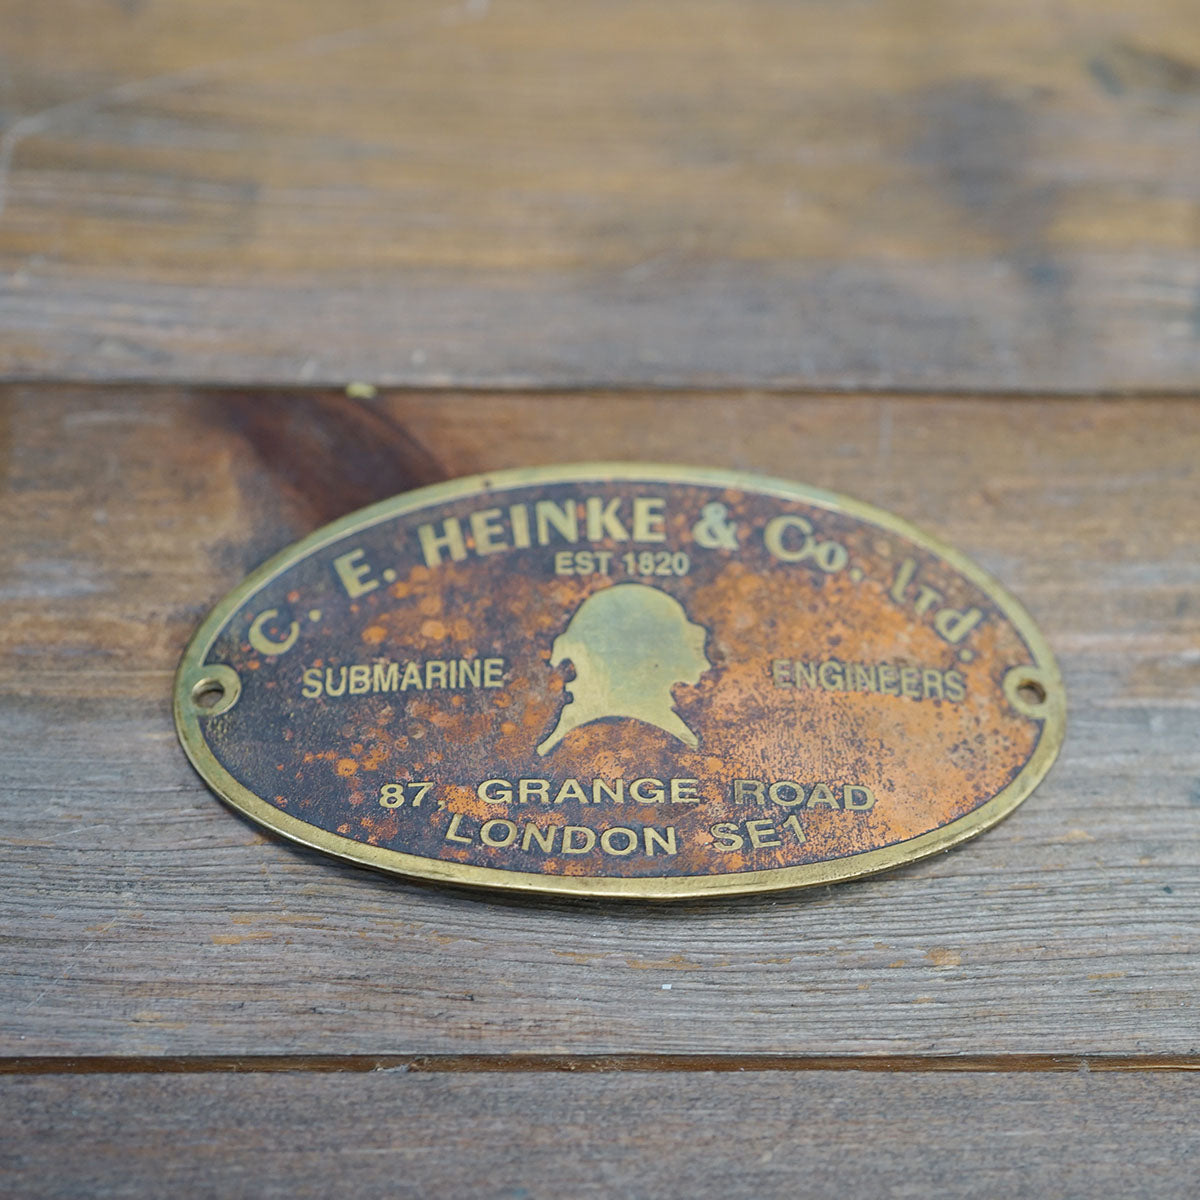 C. E. HEINKE & Co. LTD.
EST 1820
SUBMARINE ENGINEERS
87, GRANGE ROAD
LONDON SE1